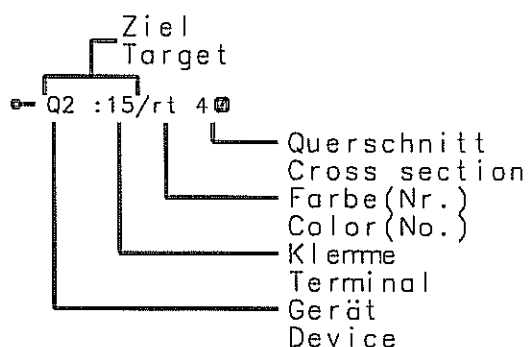 Ziel
Target
Q2 :15/rt 4
Querschnitt
Cross section
Farbe(Nr.)
Color(No.)
Klemme
Terminal
Gerät
Device